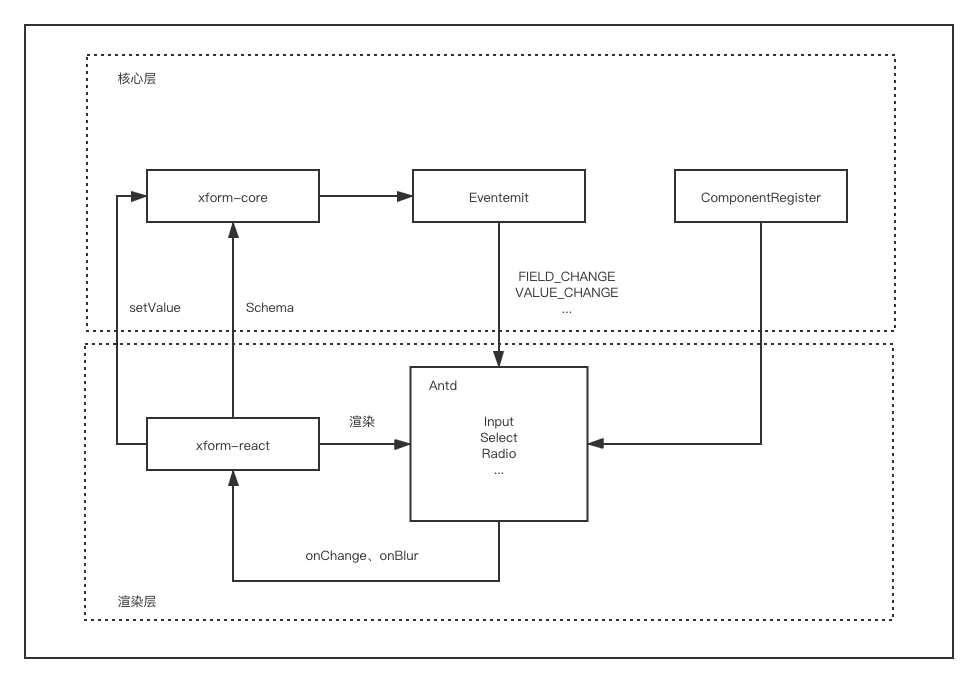 核心层
xform-core
Eventemit
ComponentRegister
FIELD_CHANGE
VALUE_CHANGE
...
setValue
Schema
Antd
Input
Select
Radio
...
渲染
xform-react
onChange、onBlur
渲染层